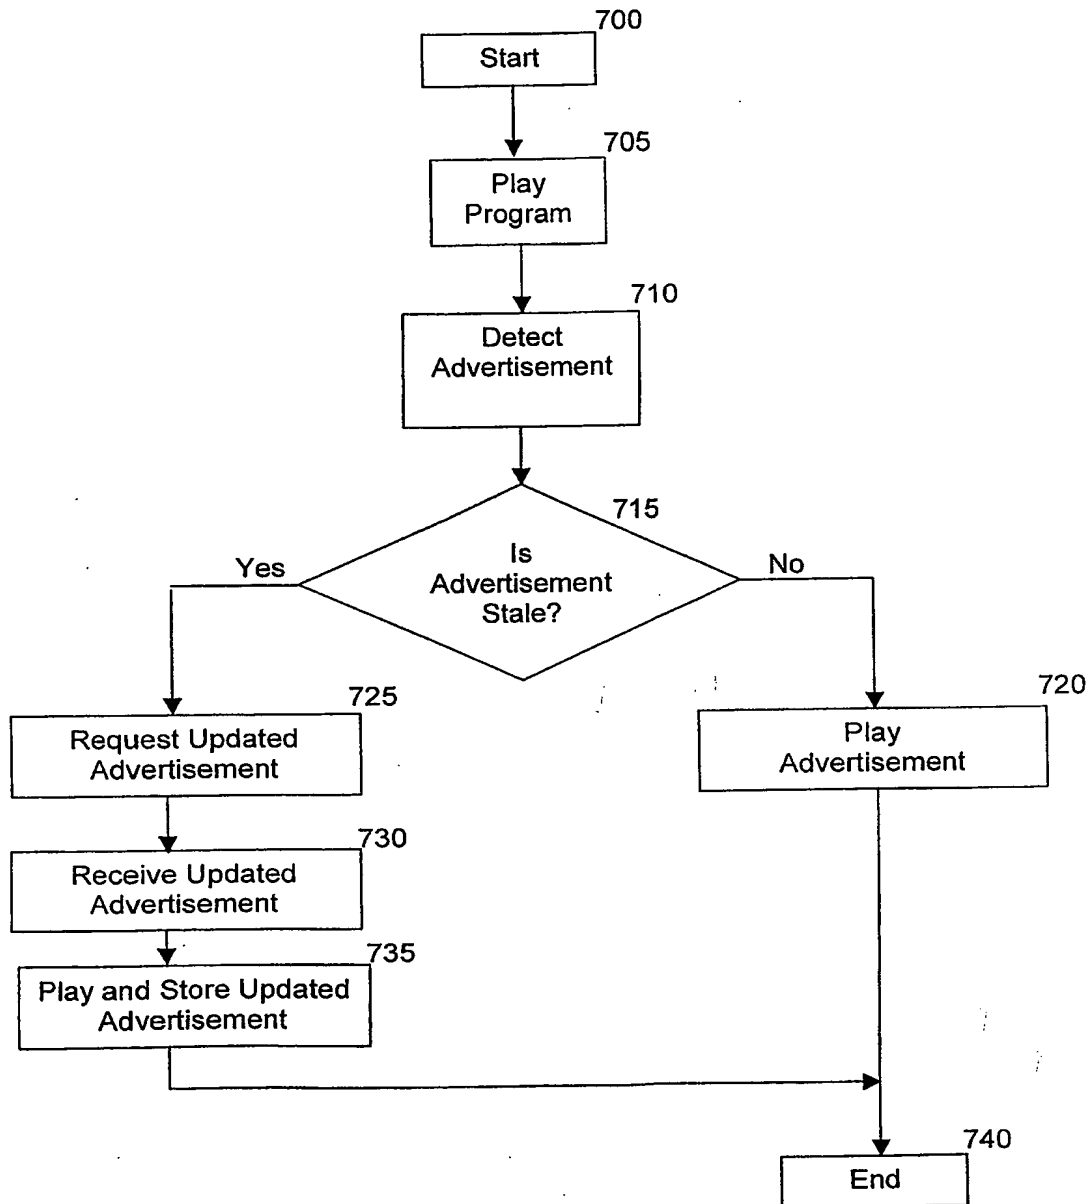 700
Start
705
Play
Program
710
Detect
Advertisement
715
Is
Advertisement
Stale?
Yes
No
725
Request Updated
Advertisement
720
Play
Advertisement
730
Receive Updated
Advertisement
735
Play and Store Updated
Advertisement
740
End